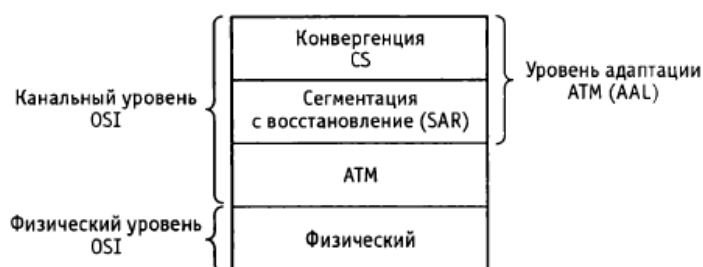 Конвергенция
CS
Уровень адаптации
ATM (AAL)
Канальный уровень
OSI
Сегментация
с восстановление (SAR)
ATM
Физический уровень
OSI
Физический